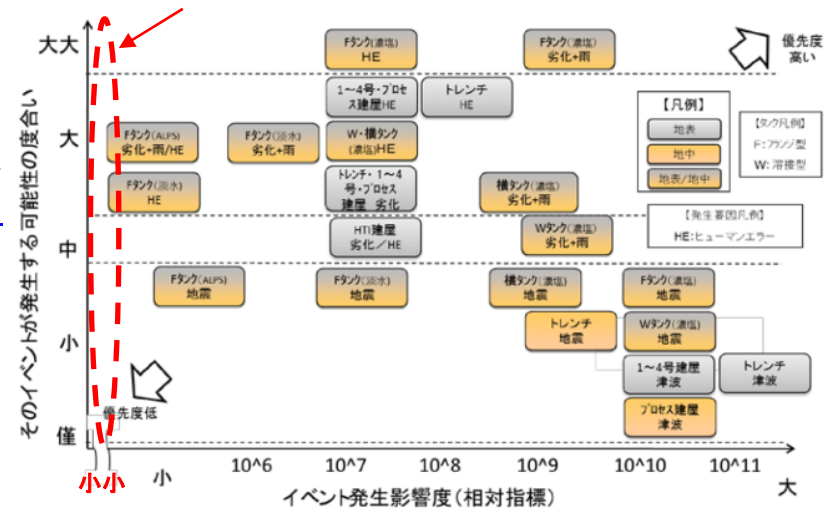 大大
Fタンク(濃塩)
HE
Fタンク(濃塩)
劣化+雨
優先度
高い
1~4号・プロセ
ス建屋HE
トレンチ
HE
【凡例】
地表
地中
地表/地中
【タンク凡例】
F:フランジ型
W:溶接型
大
Fタンク(ALPS)
劣化+雨/HE
Fタンク(淡水)
劣化+雨
W・横タンク
(濃塩)HE
Fタンク(淡水)
HE
トレンチ・1~4
号・プロセス
建屋 劣化
横タンク(濃塩)
劣化+雨
【発生要因凡例】
HE:ヒューマンエラー
中
HTI建屋
劣化/HE
Wタンク(濃塩)
劣化+雨
Fタンク(ALPS)
地震
Fタンク(淡水)
地震
横タンク(濃塩)
地震
Fタンク(濃塩)
地震
小
トレンチ
地震
Wタンク(濃塩)
地震
1~4号建屋
津波
トレンチ
津波
プロセス建屋
津波
優先度低
僅
そのイベントが発生する可能性の度合い
小小
小
10^6
10^7
10^8
10^9
10^10
10^11
大
イベント発生影響度(相対指標)